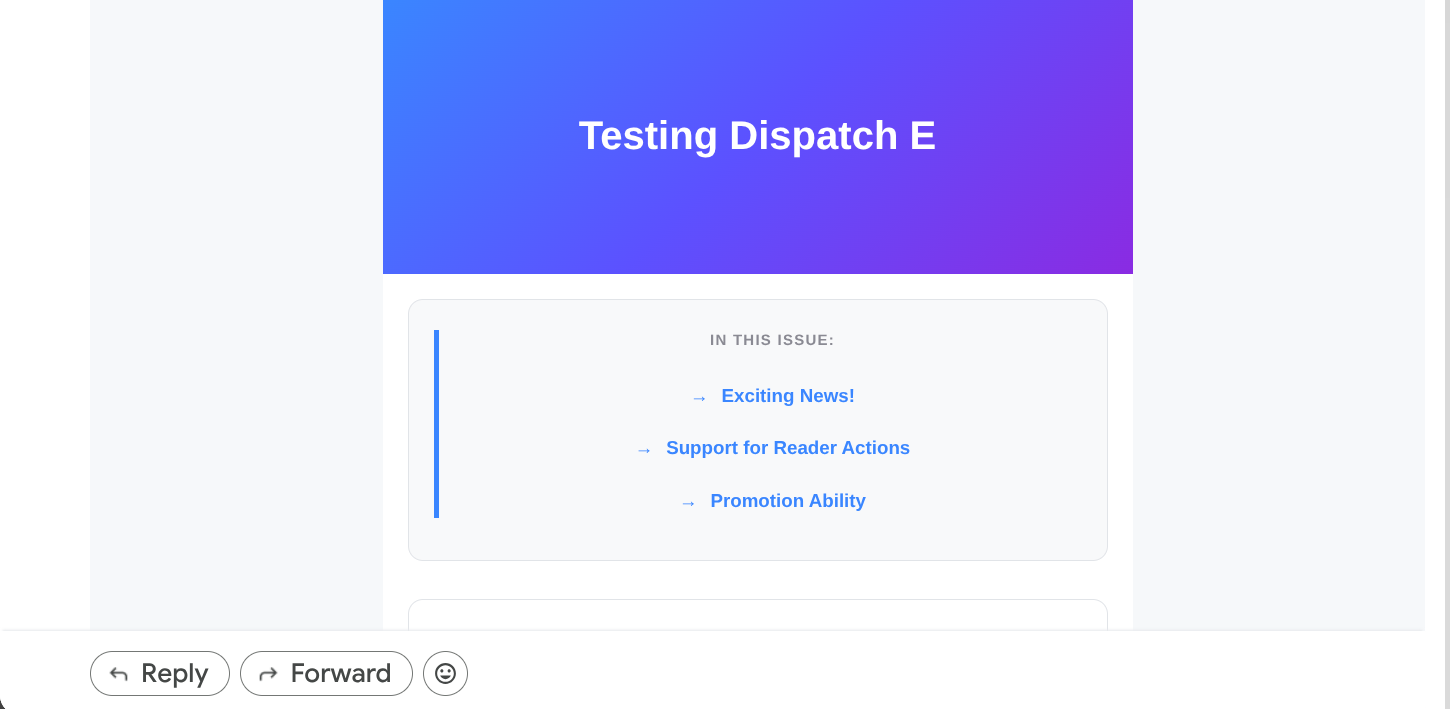 Testing Dispatch E
IN THIS ISSUE:
→ Exciting News!
→ Support for Reader Actions
→ Promotion Ability
Reply
Forward